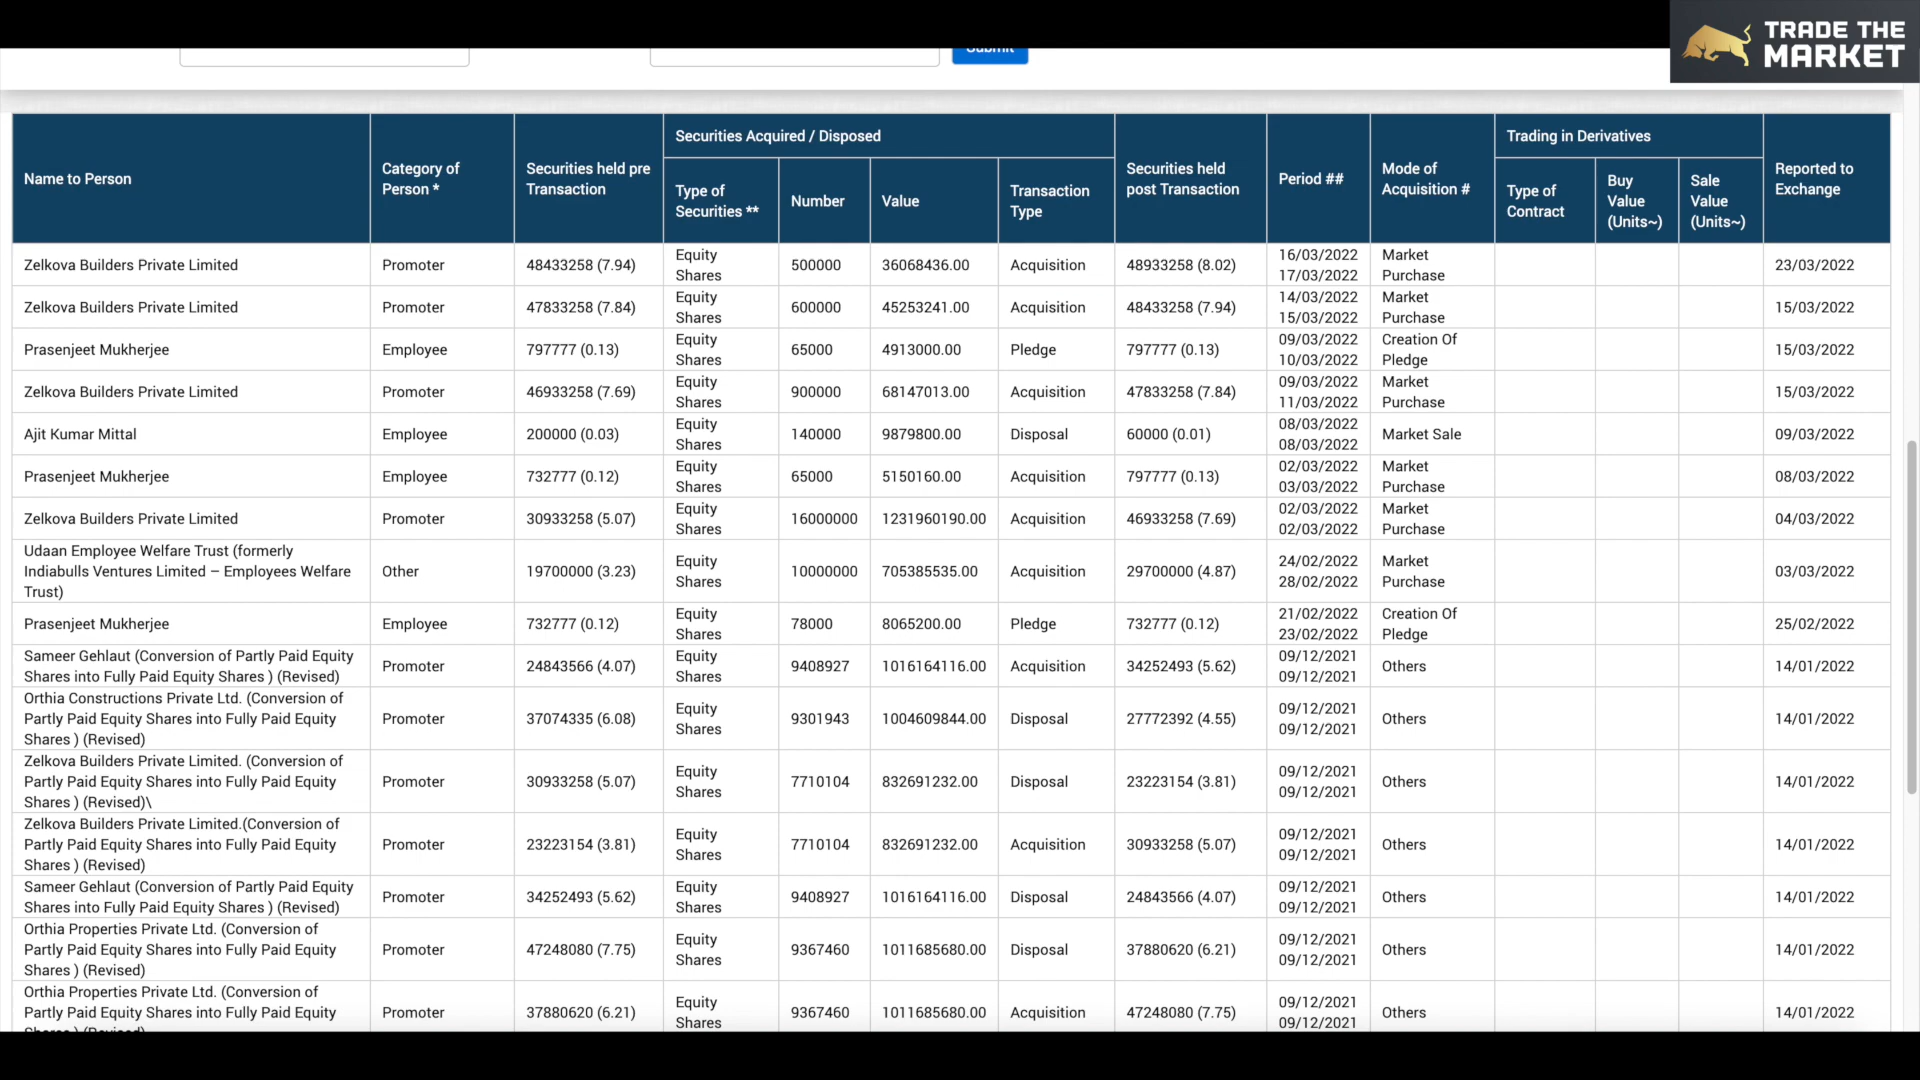 Submit
TRADE THE
MARKET
Name to Person
Category of
Person *
Securities held pre
Transaction
Securities Acquired / Disposed
Type of
Securities **
Number
Value
Transaction
Type
Securities held
post Transaction
Period ##
Mode of
Acquisition #
Trading in Derivatives
Type of
Contract
Buy
Value
(Units~)
Sale
Value
(Units~)
Reported to
Exchange
Zelkova Builders Private Limited Promoter 48433258 (7.94) Equity Shares 500000 36068436.00 Acquisition 48933258 (8.02) 16/03/2022 17/03/2022 Market Purchase 23/03/2022
Zelkova Builders Private Limited Promoter 47833258 (7.84) Equity Shares 600000 45253241.00 Acquisition 48433258 (7.94) 14/03/2022 15/03/2022 Market Purchase 15/03/2022
Prasenjeet Mukherjee Employee 797777 (0.13) Equity Shares 65000 4913000.00 Pledge 797777 (0.13) 09/03/2022 10/03/2022 Creation Of Pledge 15/03/2022
Zelkova Builders Private Limited Promoter 46933258 (7.69) Equity Shares 900000 68147013.00 Acquisition 47833258 (7.84) 09/03/2022 11/03/2022 Market Purchase 15/03/2022
Ajit Kumar Mittal Employee 200000 (0.03) Equity Shares 140000 9879800.00 Disposal 60000 (0.01) 08/03/2022 08/03/2022 Market Sale 09/03/2022
Prasenjeet Mukherjee Employee 732777 (0.12) Equity Shares 65000 5150160.00 Acquisition 797777 (0.13) 02/03/2022 03/03/2022 Market Purchase 08/03/2022
Zelkova Builders Private Limited Promoter 30933258 (5.07) Equity Shares 16000000 1231960190.00 Acquisition 46933258 (7.69) 02/03/2022 02/03/2022 Market Purchase 04/03/2022
Udaan Employee Welfare Trust (formerly Indiabulls Ventures Limited – Employees Welfare Trust) Other 19700000 (3.23) Equity Shares 10000000 705385535.00 Acquisition 29700000 (4.87) 24/02/2022 28/02/2022 Market Purchase 03/03/2022
Prasenjeet Mukherjee Employee 732777 (0.12) Equity Shares 78000 8065200.00 Pledge 732777 (0.12) 21/02/2022 23/02/2022 Creation Of Pledge 25/02/2022
Sameer Gehlaut (Conversion of Partly Paid Equity Shares into Fully Paid Equity Shares ) (Revised) Promoter 24843566 (4.07) Equity Shares 9408927 1016164116.00 Acquisition 34252493 (5.62) 09/12/2021 09/12/2021 Others 14/01/2022
Orthia Constructions Private Ltd. (Conversion of Partly Paid Equity Shares into Fully Paid Equity Shares ) (Revised) Promoter 37074335 (6.08) Equity Shares 9301943 1004609844.00 Disposal 27772392 (4.55) 09/12/2021 09/12/2021 Others 14/01/2022
Zelkova Builders Private Limited. (Conversion of Partly Paid Equity Shares into Fully Paid Equity Shares ) (Revised)\ Promoter 30933258 (5.07) Equity Shares 7710104 832691232.00 Disposal 23223154 (3.81) 09/12/2021 09/12/2021 Others 14/01/2022
Zelkova Builders Private Limited.(Conversion of Partly Paid Equity Shares into Fully Paid Equity Shares ) (Revised) Promoter 23223154 (3.81) Equity Shares 7710104 832691232.00 Acquisition 30933258 (5.07) 09/12/2021 09/12/2021 Others 14/01/2022
Sameer Gehlaut (Conversion of Partly Paid Equity Shares into Fully Paid Equity Shares ) (Revised) Promoter 34252493 (5.62) Equity Shares 9408927 1016164116.00 Disposal 24843566 (4.07) 09/12/2021 09/12/2021 Others 14/01/2022
Orthia Properties Private Ltd. (Conversion of Partly Paid Equity Shares into Fully Paid Equity Shares ) (Revised) Promoter 47248080 (7.75) Equity Shares 9367460 1011685680.00 Disposal 37880620 (6.21) 09/12/2021 09/12/2021 Others 14/01/2022
Orthia Properties Private Ltd. (Conversion of Partly Paid Equity Shares into Fully Paid Equity Shares ) (Revised) Promoter 37880620 (6.21) Equity Shares 9367460 1011685680.00 Acquisition 47248080 (7.75) 09/12/2021 09/12/2021 Others 14/01/2022